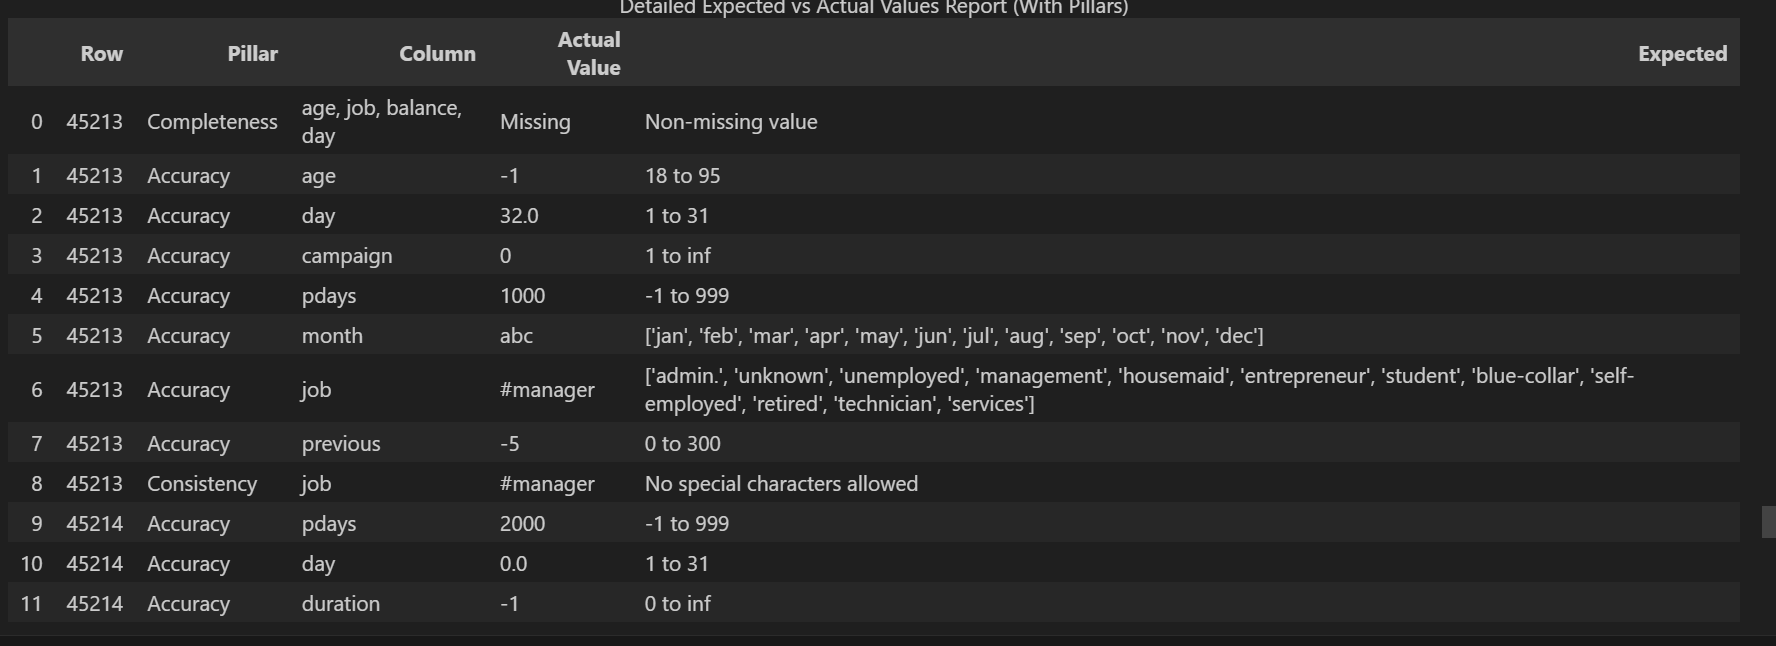 Detailed Expected vs Actual Values Report (With Pillars)
Row Pillar Column Actual Value Expected
0 45213 Completeness age, job, balance, day Missing Non-missing value
1 45213 Accuracy age -1 18 to 95
2 45213 Accuracy day 32.0 1 to 31
3 45213 Accuracy campaign 0 1 to inf
4 45213 Accuracy pdays 1000 -1 to 999
5 45213 Accuracy month abc ['jan', 'feb', 'mar', 'apr', 'may', 'jun', 'jul', 'aug', 'sep', 'oct', 'nov', 'dec']
6 45213 Accuracy job #manager ['admin.', 'unknown', 'unemployed', 'management', 'housemaid', 'entrepreneur', 'student', 'blue-collar', 'self-employed', 'retired', 'technician', 'services']
7 45213 Accuracy previous -5 0 to 300
8 45213 Consistency job #manager No special characters allowed
9 45214 Accuracy pdays 2000 -1 to 999
10 45214 Accuracy day 0.0 1 to 31
11 45214 Accuracy duration -1 0 to inf